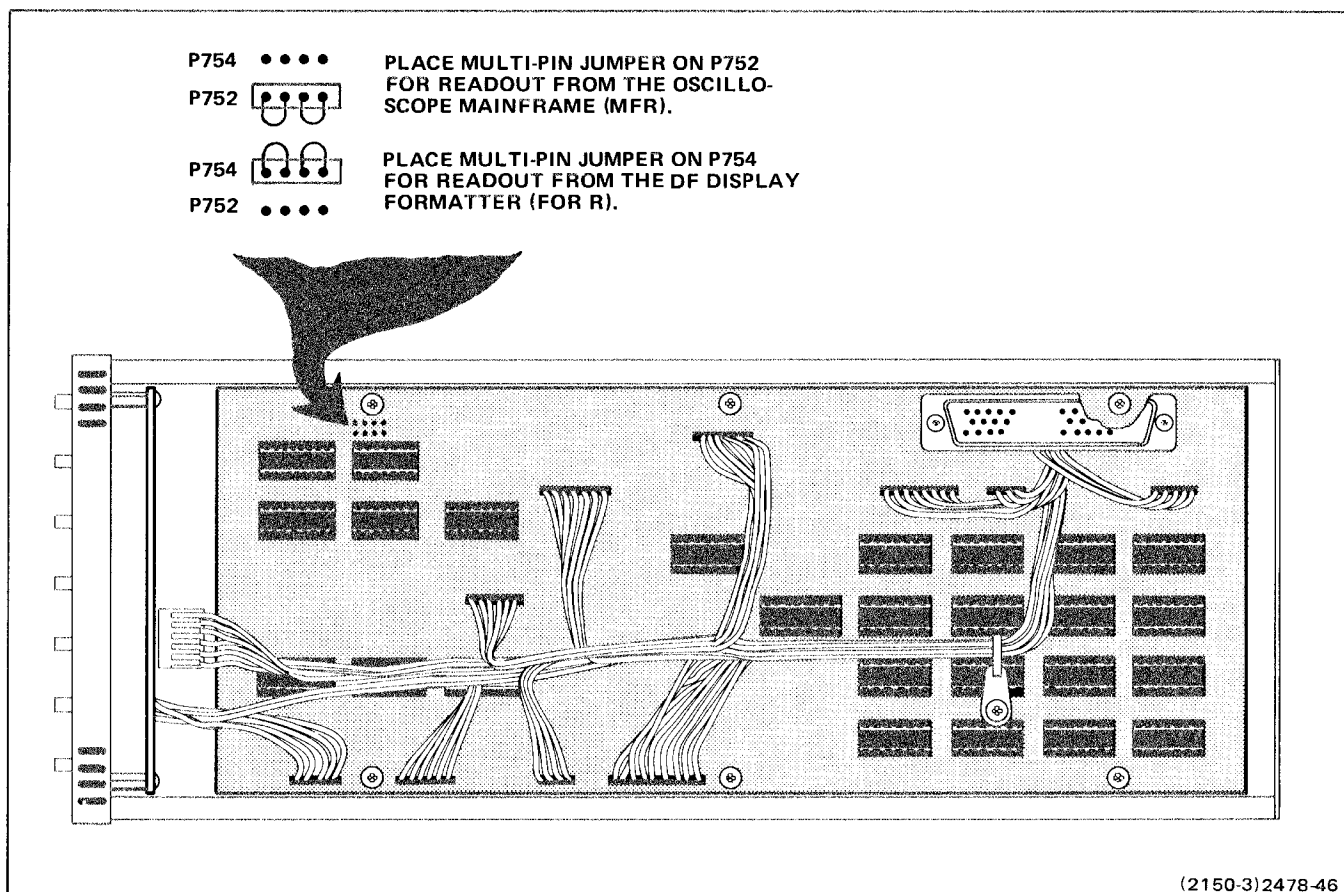 P754
PLACE MULTI-PIN JUMPER ON P752
P752
FOR READOUT FROM THE OSCILLO-
SCOPE MAINFRAME (MFR).
P754
PLACE MULTI-PIN JUMPER ON P754
FOR READOUT FROM THE DF DISPLAY
P752
FORMATTER (FOR R).
(2150-3)2478-46